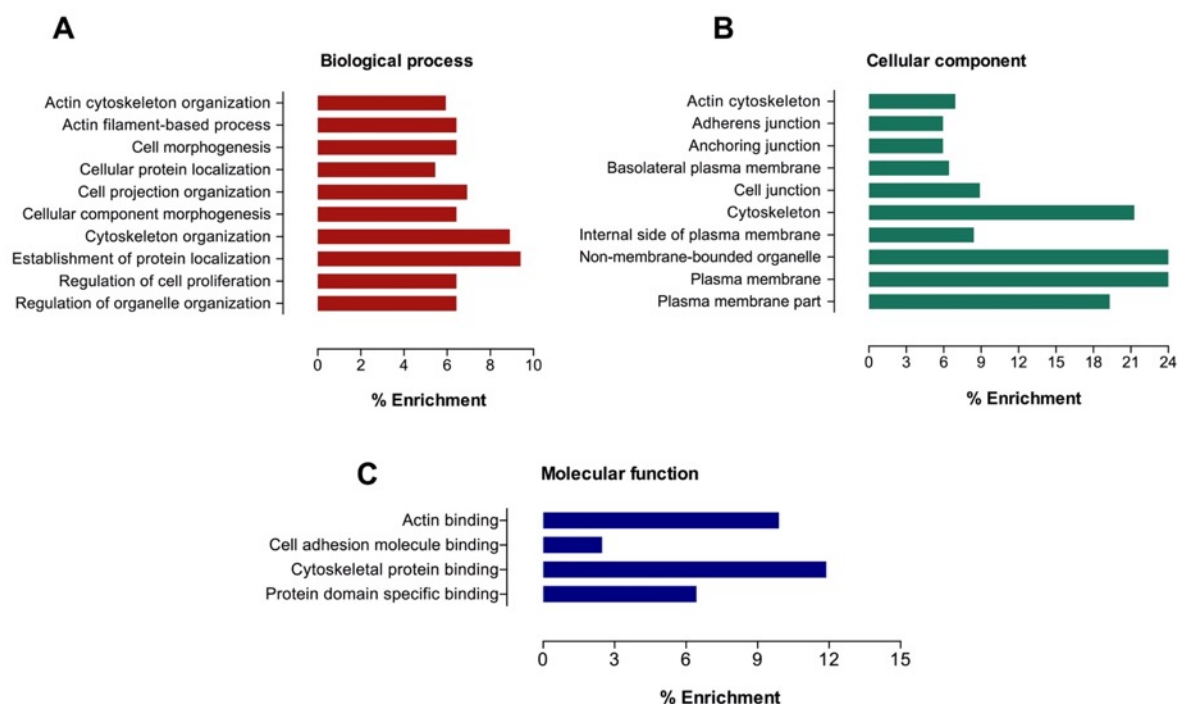 A
Biological process
Actin cytoskeleton organization
Actin filament-based process
Cell morphogenesis
Cellular protein localization
Cell projection organization
Cellular component morphogenesis
Cytoskeleton organization
Establishment of protein localization
Regulation of cell proliferation
Regulation of organelle organization
0 2 4 6 8 10
% Enrichment
B
Cellular component
Actin cytoskeleton
Adherens junction
Anchoring junction
Basolateral plasma membrane
Cell junction
Cytoskeleton
Internal side of plasma membrane
Non-membrane-bounded organelle
Plasma membrane
Plasma membrane part
0 3 6 9 12 15 18 21 24
% Enrichment
C
Molecular function
Actin binding
Cell adhesion molecule binding
Cytoskeletal protein binding
Protein domain specific binding
0 3 6 9 12 15
% Enrichment